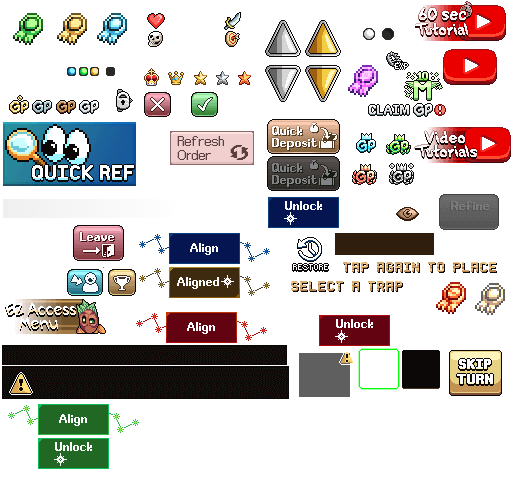 60 sec
Tutorial
EXP
10
M
CLAIM GP!
GP GP GP GP
QUICK REF
Refresh
Order
Quick
Deposit
GP GP
Video
Tutorials
Quick
Deposit
GP GP
Unlock
Refine
Leave
Align
RESTORE
TAP AGAIN TO PLACE
Aligned
SELECT A TRAP
EZ Access
Menu
Align
Unlock
SKIP
TURN
Align
Unlock